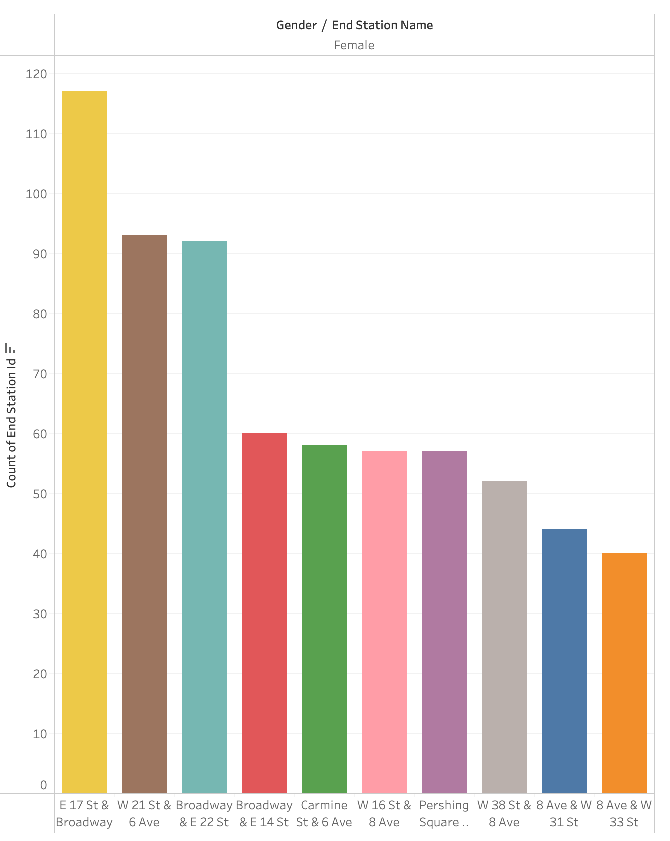 Gender / End Station Name
Female
120
110
100
90
80
70
60
50
40
30
20
10
0
Count of End Station Id
E 17 St &
Broadway
W 21 St &
6 Ave
Broadway
& E 22 St
Broadway
& E 14 St
Carmine
St & 6 Ave
W 16 St &
8 Ave
Pershing
Square ..
W 38 St &
8 Ave
8 Ave & W
31 St
8 Ave & W
33 St